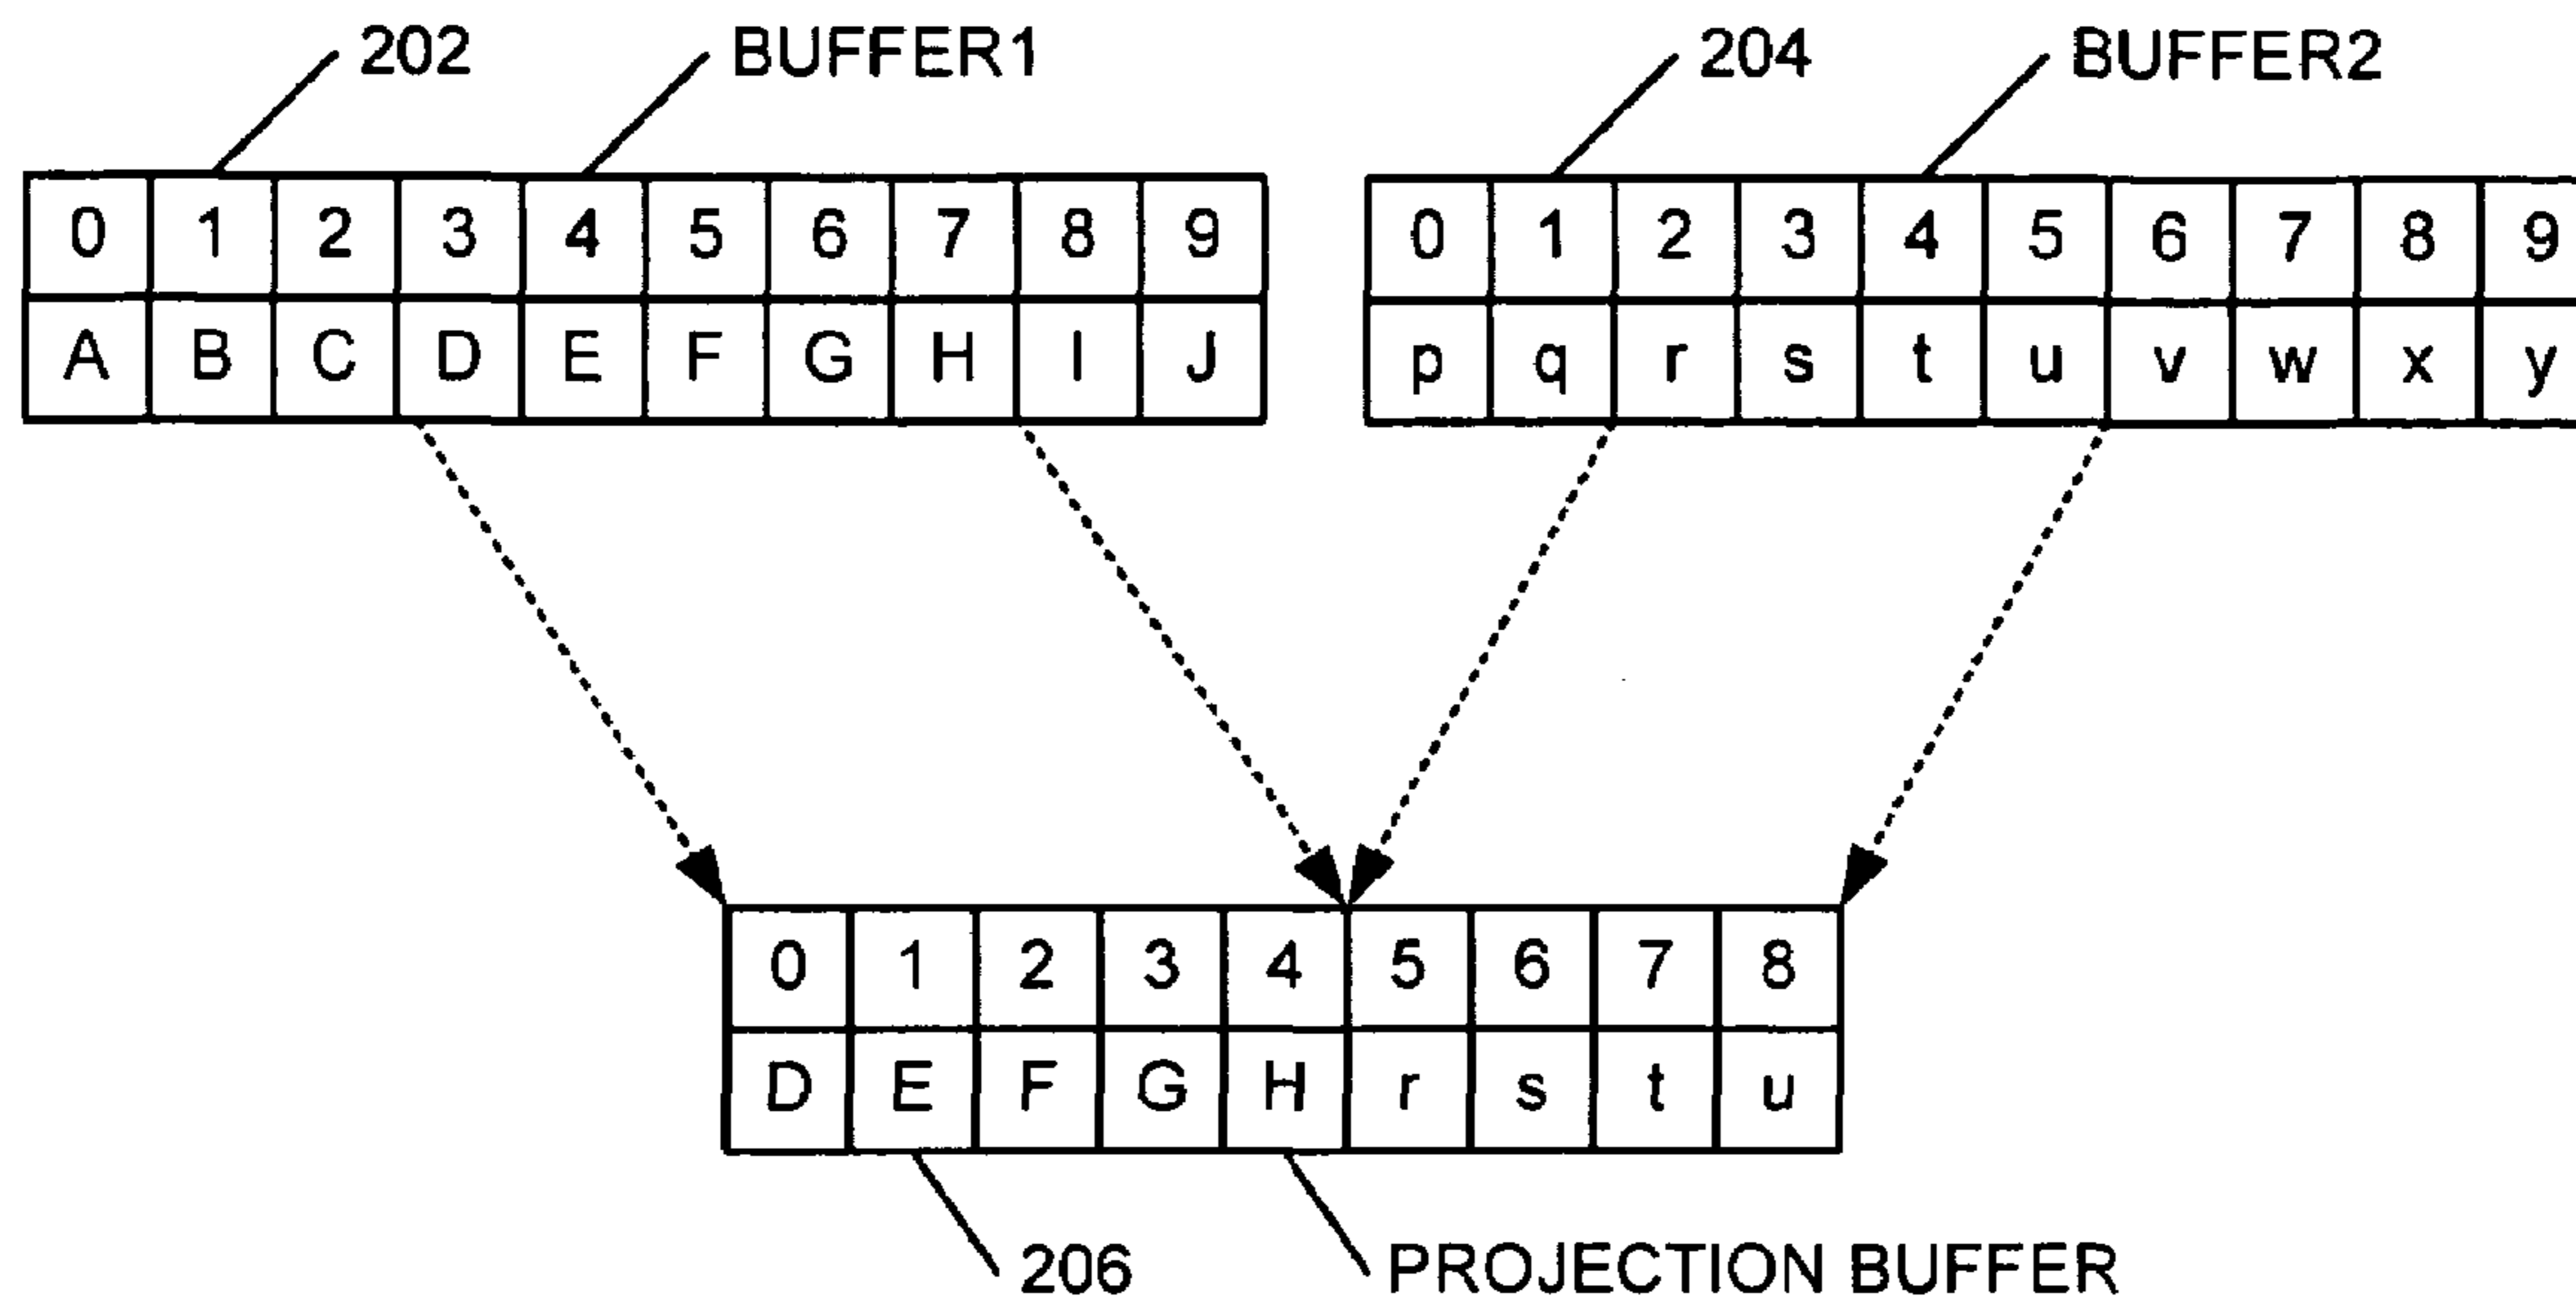 202 BUFFER1 204 BUFFER2
0 1 2 3 4 5 6 7 8 9 0 1 2 3 4 5 6 7 8 9
A B C D E F G H I J p q r s t u v w x y
0 1 2 3 4 5 6 7 8
D E F G H r s t u
206 PROJECTION BUFFER